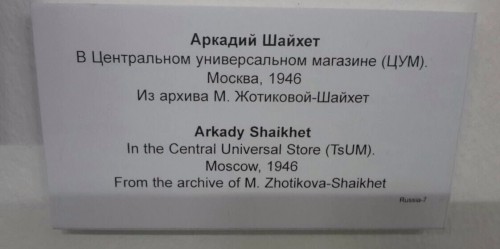 Аркадий Шайхет
В Центральном универсальном магазине (ЦУМ).
Москва, 1946
Из архива М. Жотиковой-Шайхет
Arkady Shaikhet
In the Central Universal Store (TsUM).
Moscow, 1946
From the archive of M. Zhotikova-Shaikhet
Russia-7